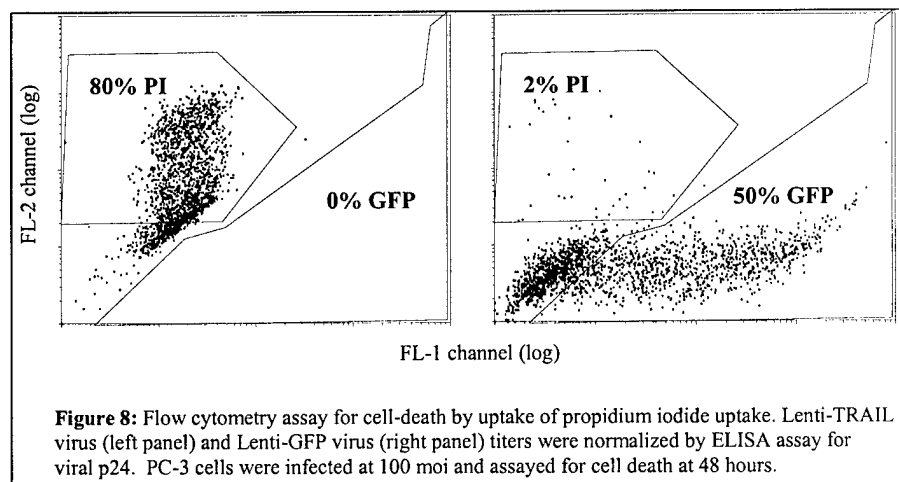 80% PI
2% PI
0% GFP
50% GFP
FL-2 channel (log)
FL-1 channel (log)
Figure 8: Flow cytometry assay for cell-death by uptake of propidium iodide uptake. Lenti-TRAIL
virus (left panel) and Lenti-GFP virus (right panel) titers were normalized by ELISA assay for
viral p24. PC-3 cells were infected at 100 moi and assayed for cell death at 48 hours.